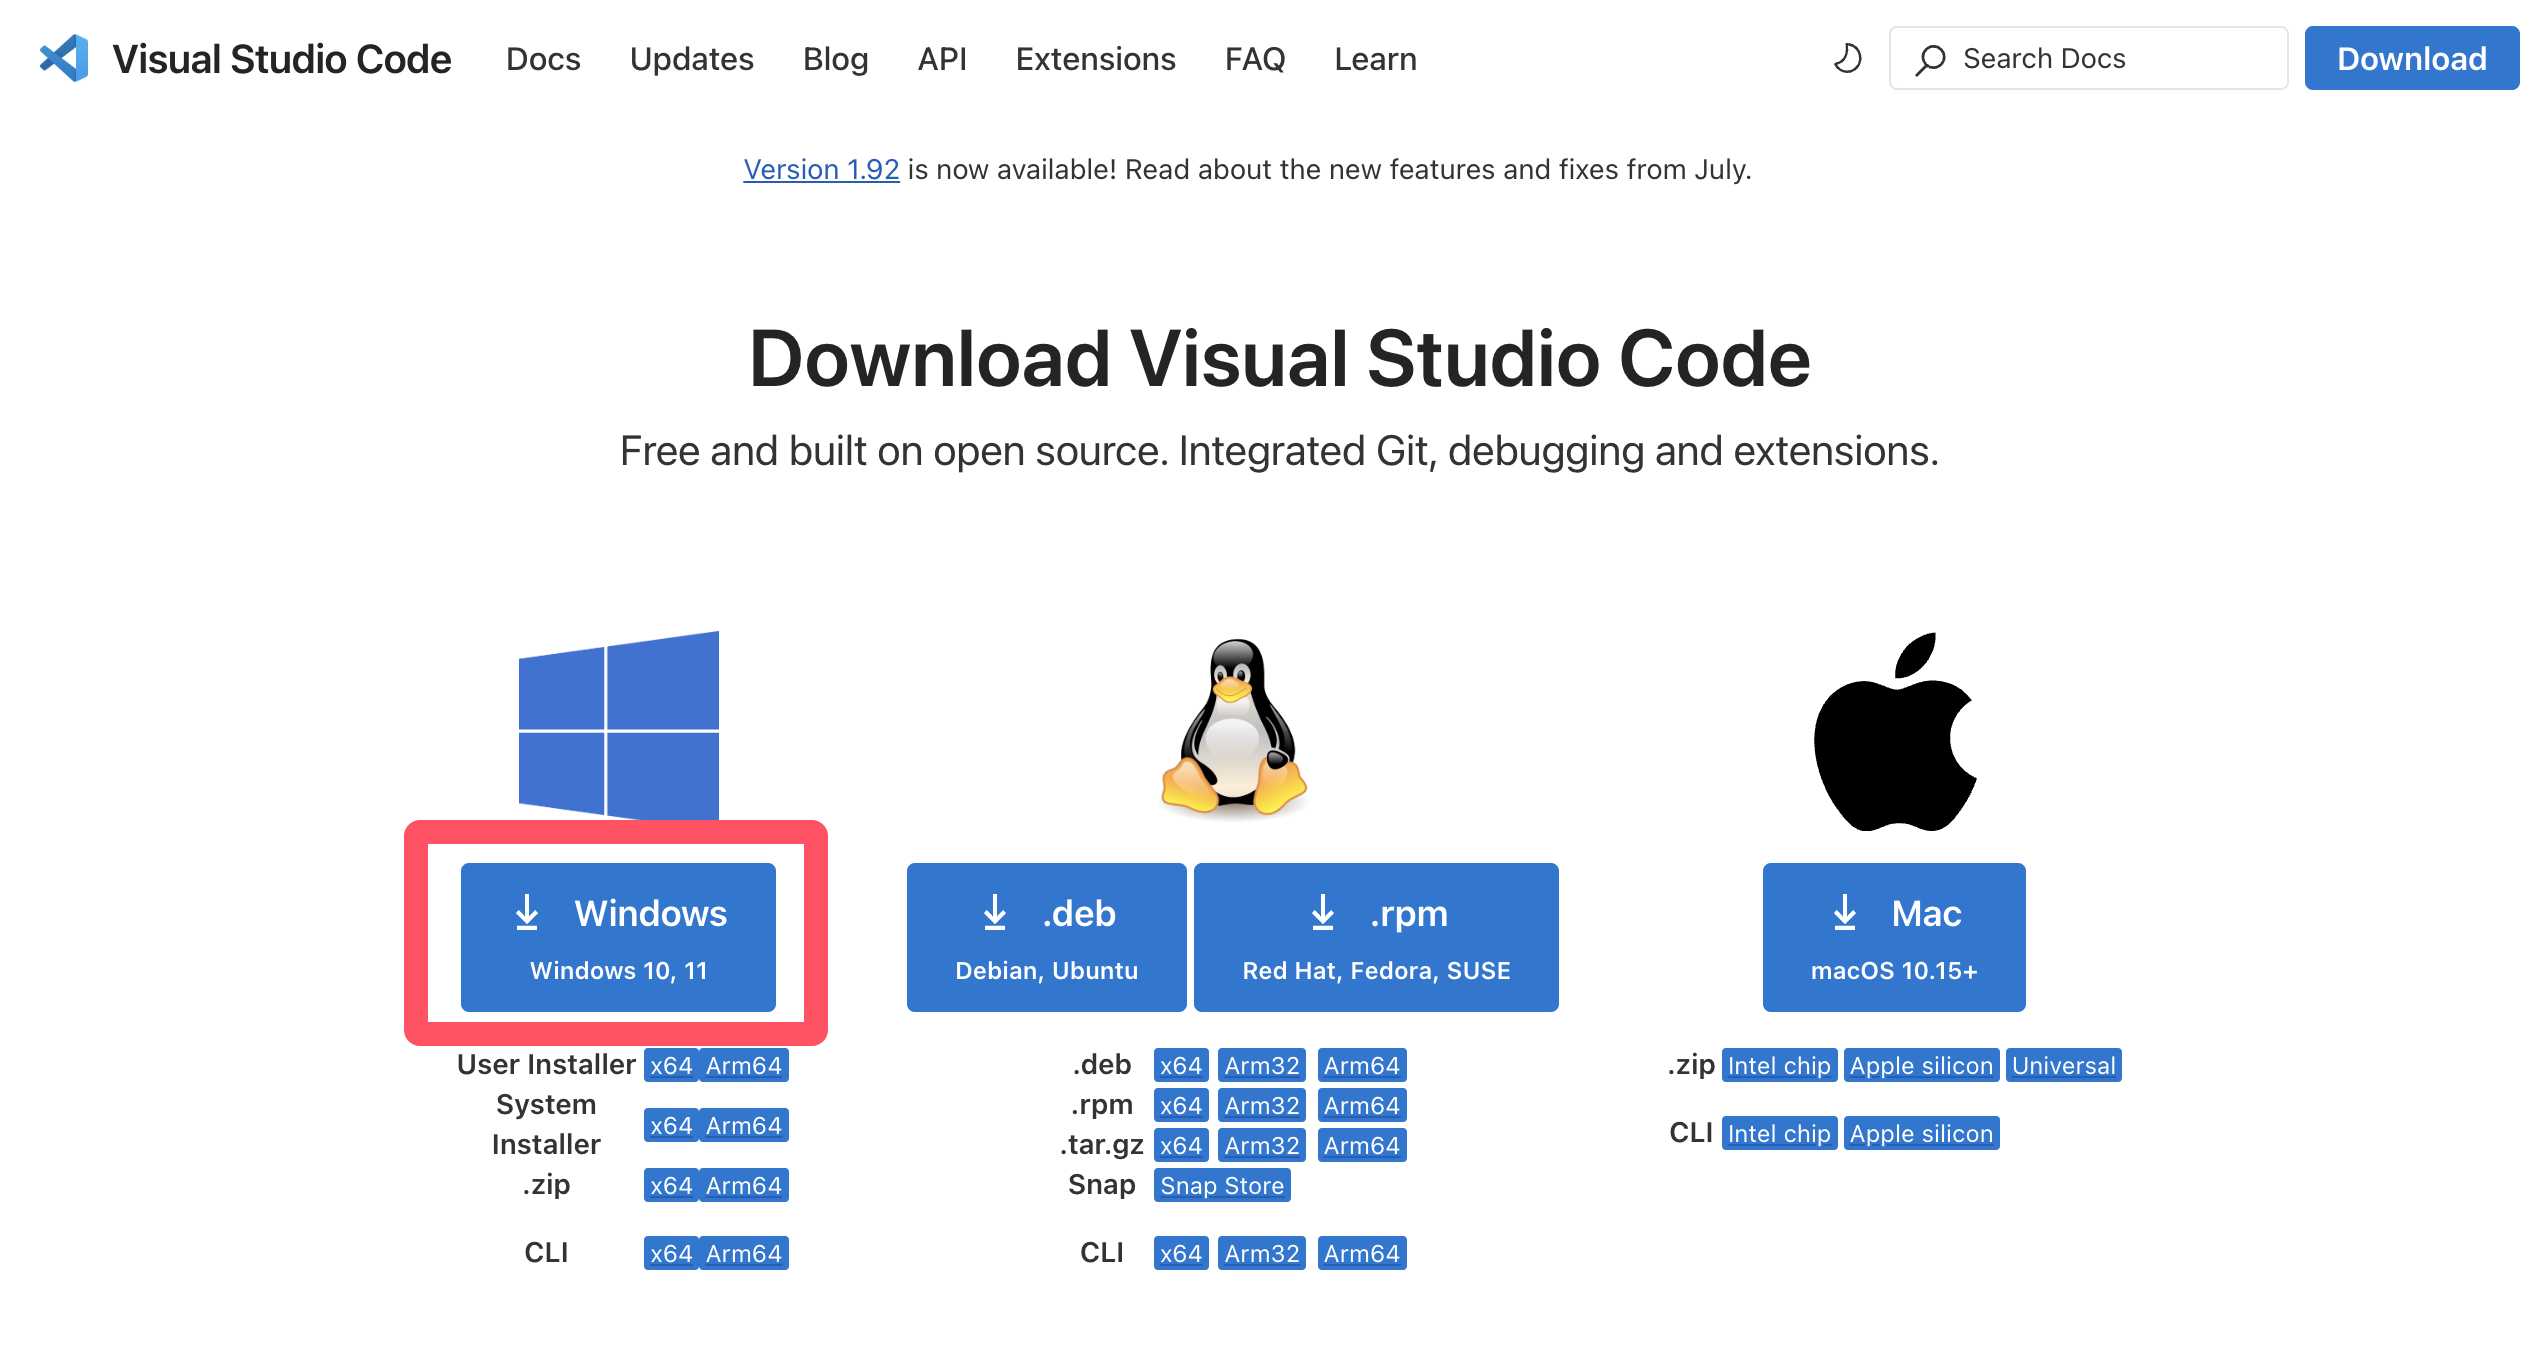 Visual Studio Code Docs Updates Blog API Extensions FAQ Learn Search Docs Download
Version 1.92 is now available! Read about the new features and fixes from July.
Download Visual Studio Code
Free and built on open source. Integrated Git, debugging and extensions.
Windows
Windows 10, 11
User Installer x64 Arm64
System
Installer x64 Arm64
.zip x64 Arm64
CLI x64 Arm64
.deb
Debian, Ubuntu
.rpm
Red Hat, Fedora, SUSE
.deb x64 Arm32 Arm64
.rpm x64 Arm32 Arm64
.tar.gz x64 Arm32 Arm64
Snap Snap Store
CLI x64 Arm32 Arm64
Mac
macOS 10.15+
.zip Intel chip Apple silicon Universal
CLI Intel chip Apple silicon